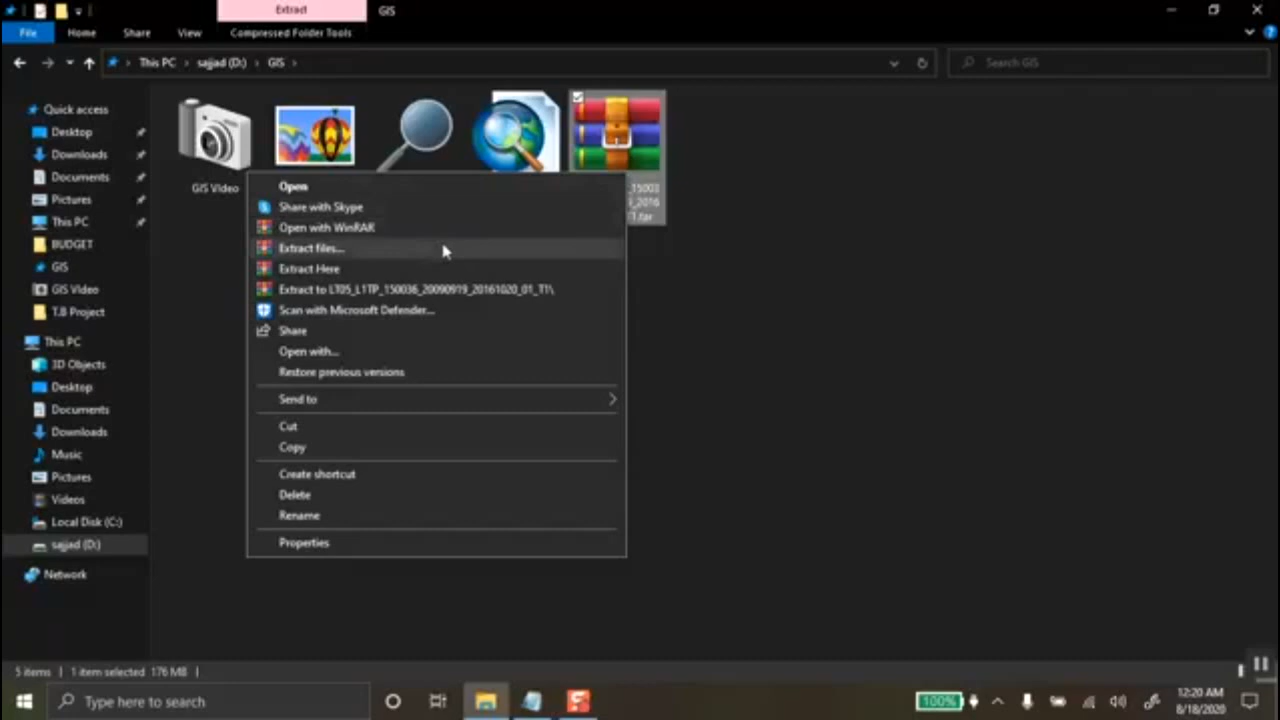 Extract
GIS
File
Home
Share
View
Compressed Folder Tools
This PC
sajjad (D:)
GIS
Search GIS
Quick access
Desktop
Downloads
Documents
Pictures
This PC
BUDGET
GIS
GIS Video
T.B Project
This PC
3D Objects
Desktop
Documents
Downloads
Music
Pictures
Videos
Local Disk (C:)
sajjad (D:)
Network
GIS Video
_15003
_2016
1.tar
Open
Share with Skype
Open with WinRAR
Extract files...
Extract Here
Extract to LT05_L1TP_150036_20090919_20161020_01_T1\
Scan with Microsoft Defender...
Share
Open with...
Restore previous versions
Send to
Cut
Copy
Create shortcut
Delete
Rename
Properties
5 items
1 item selected 176 MB
Type here to search
100%
12:20 AM
8/18/2020